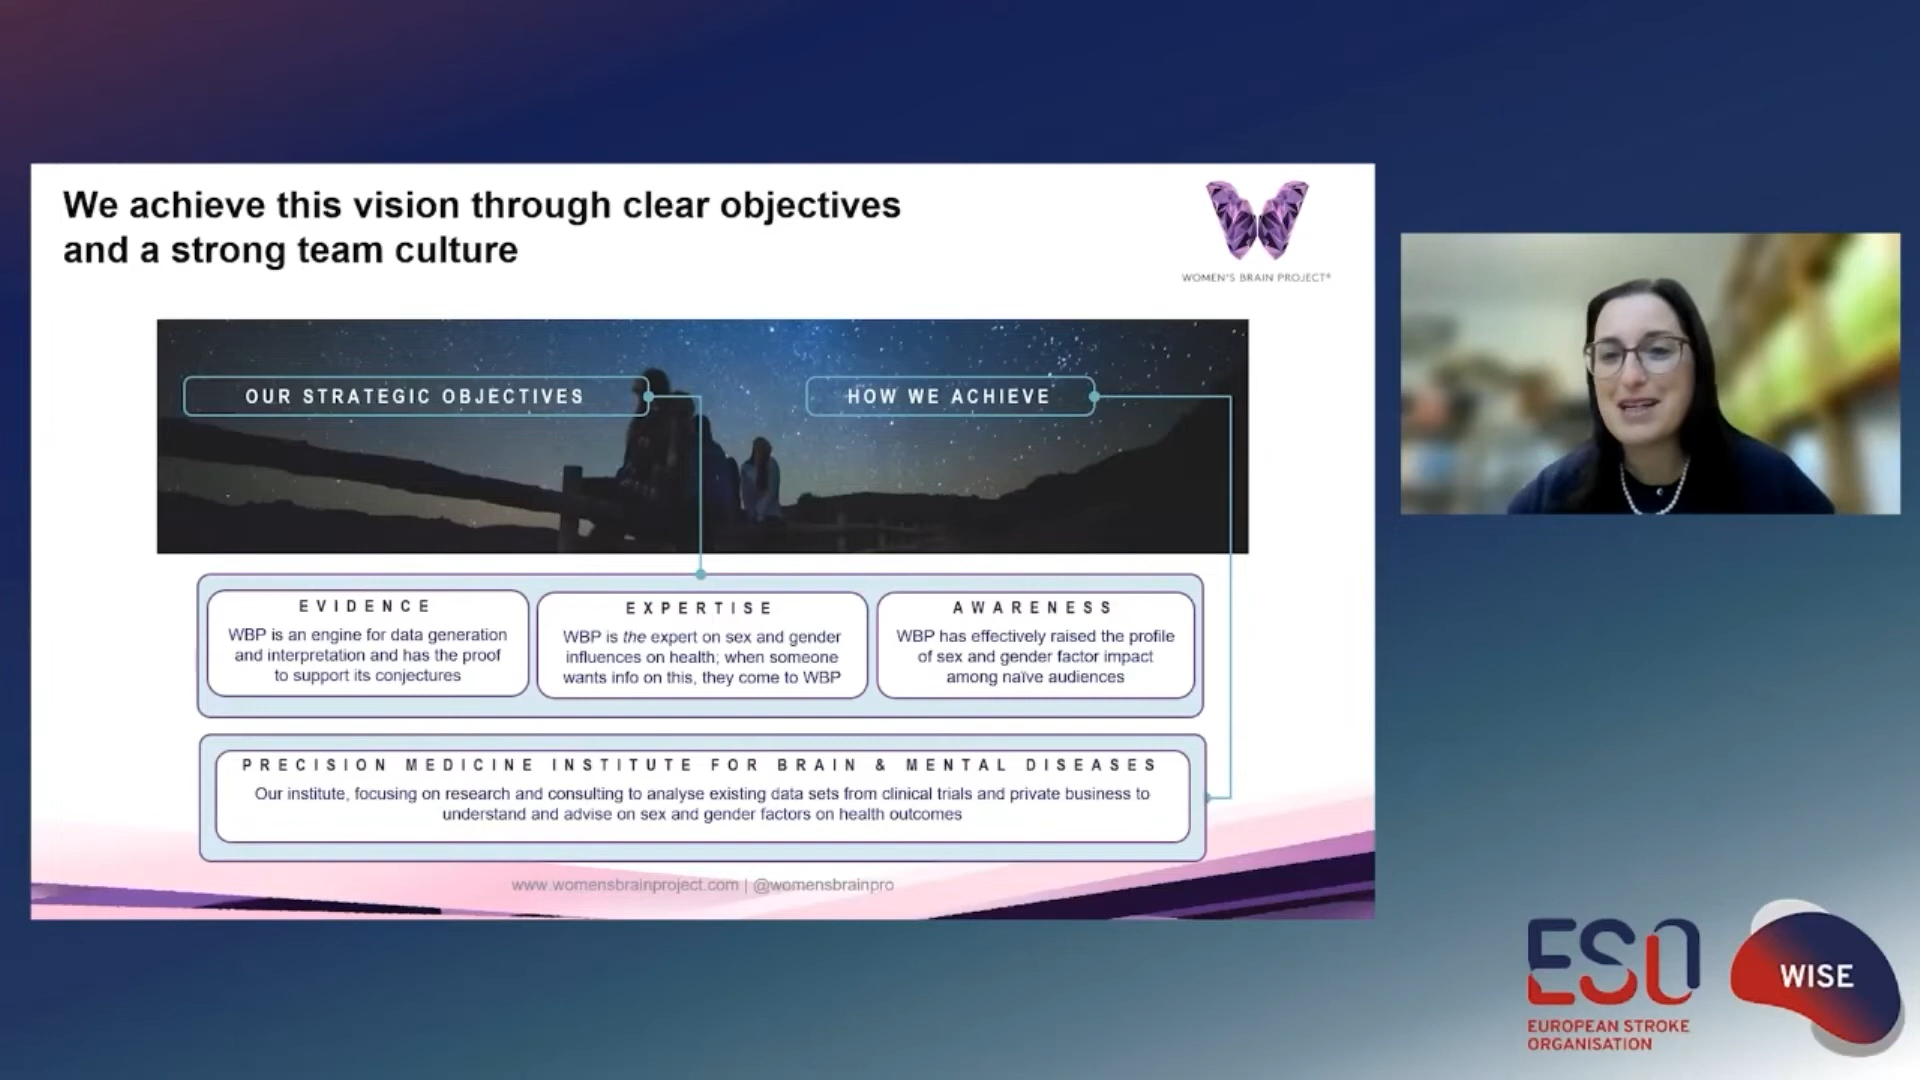 We achieve this vision through clear objectives
and a strong team culture
WOMEN'S BRAIN PROJECT®
OUR STRATEGIC OBJECTIVES
HOW WE ACHIEVE
EVIDENCE
WBP is an engine for data generation
and interpretation and has the proof
to support its conjectures
EXPERTISE
WBP is the expert on sex and gender
influences on health; when someone
wants info on this, they come to WBP
AWARENESS
WBP has effectively raised the profile
of sex and gender factor impact
among naïve audiences
PRECISION MEDICINE INSTITUTE FOR BRAIN & MENTAL DISEASES
Our institute, focusing on research and consulting to analyse existing data sets from clinical trials and private business to
understand and advise on sex and gender factors on health outcomes
www.womensbrainproject.com | @womensbrainpro
ESO
EUROPEAN STROKE
ORGANISATION
WISE